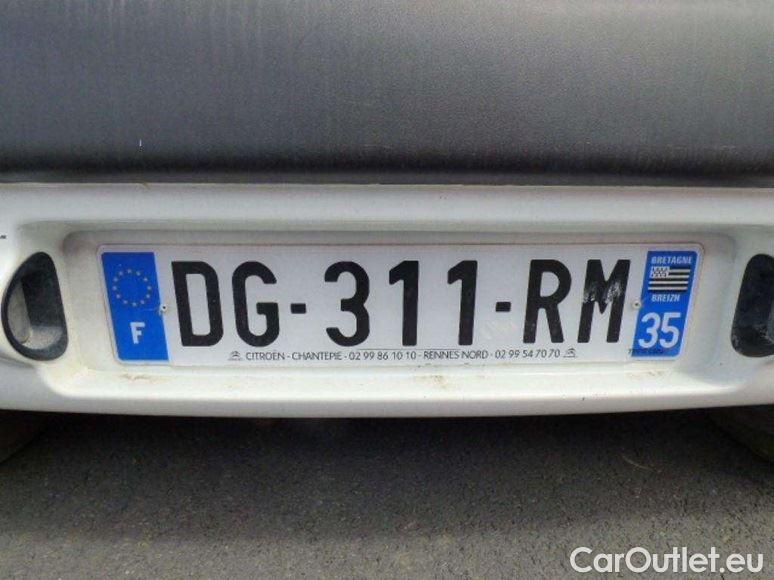 BRETAGNE
DG-311-RM
BREIZH
F
35
CITROËN - CHANTEPIE - 02 99 86 10 10 - RENNES NORD - 02 99 54 70 70
CarOutlet.eu